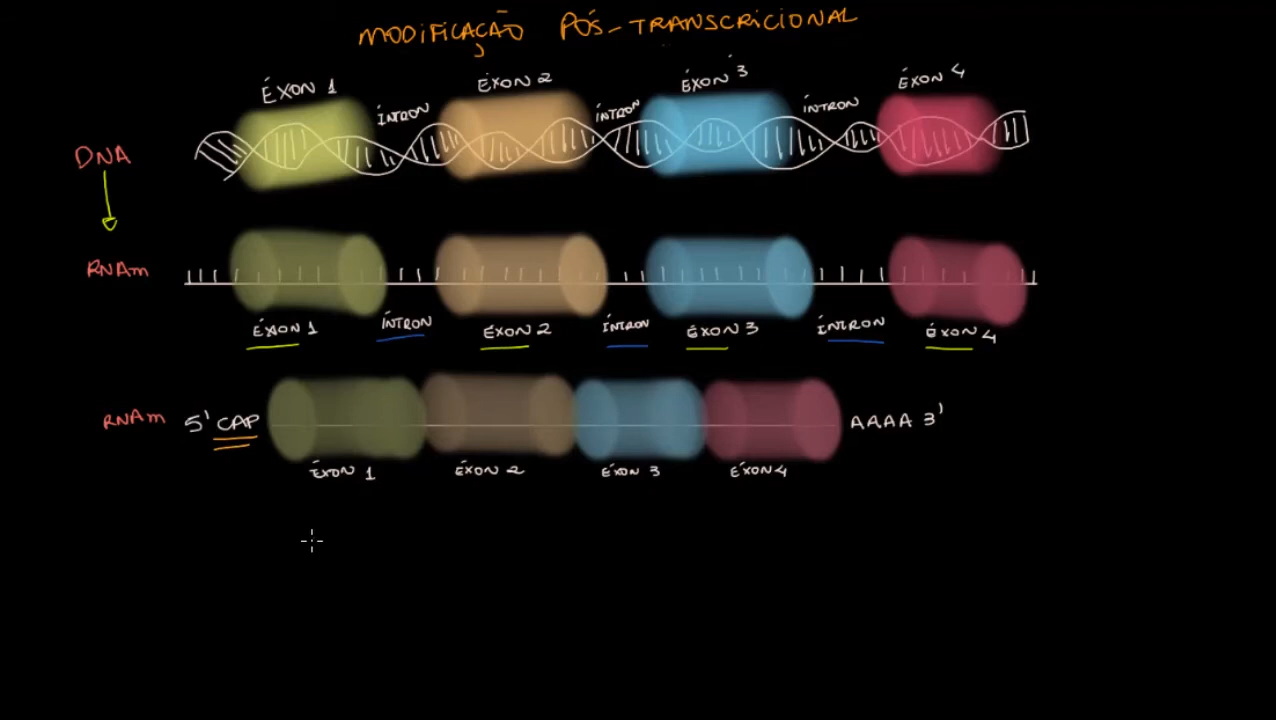 MODIFICAÇÃO PÓS-TRANSCRICIONAL
ÉXON 1 ÍNTRON ÉXON 2 ÍNTRON ÉXON 3 ÍNTRON ÉXON 4
DNA
RNAm
ÉXON 1 ÍNTRON ÉXON 2 ÍNTRON ÉXON 3 ÍNTRON ÉXON 4
RNAm 5' CAP AAAA 3'
ÉXON 1 ÉXON 2 ÉXON 3 ÉXON 4